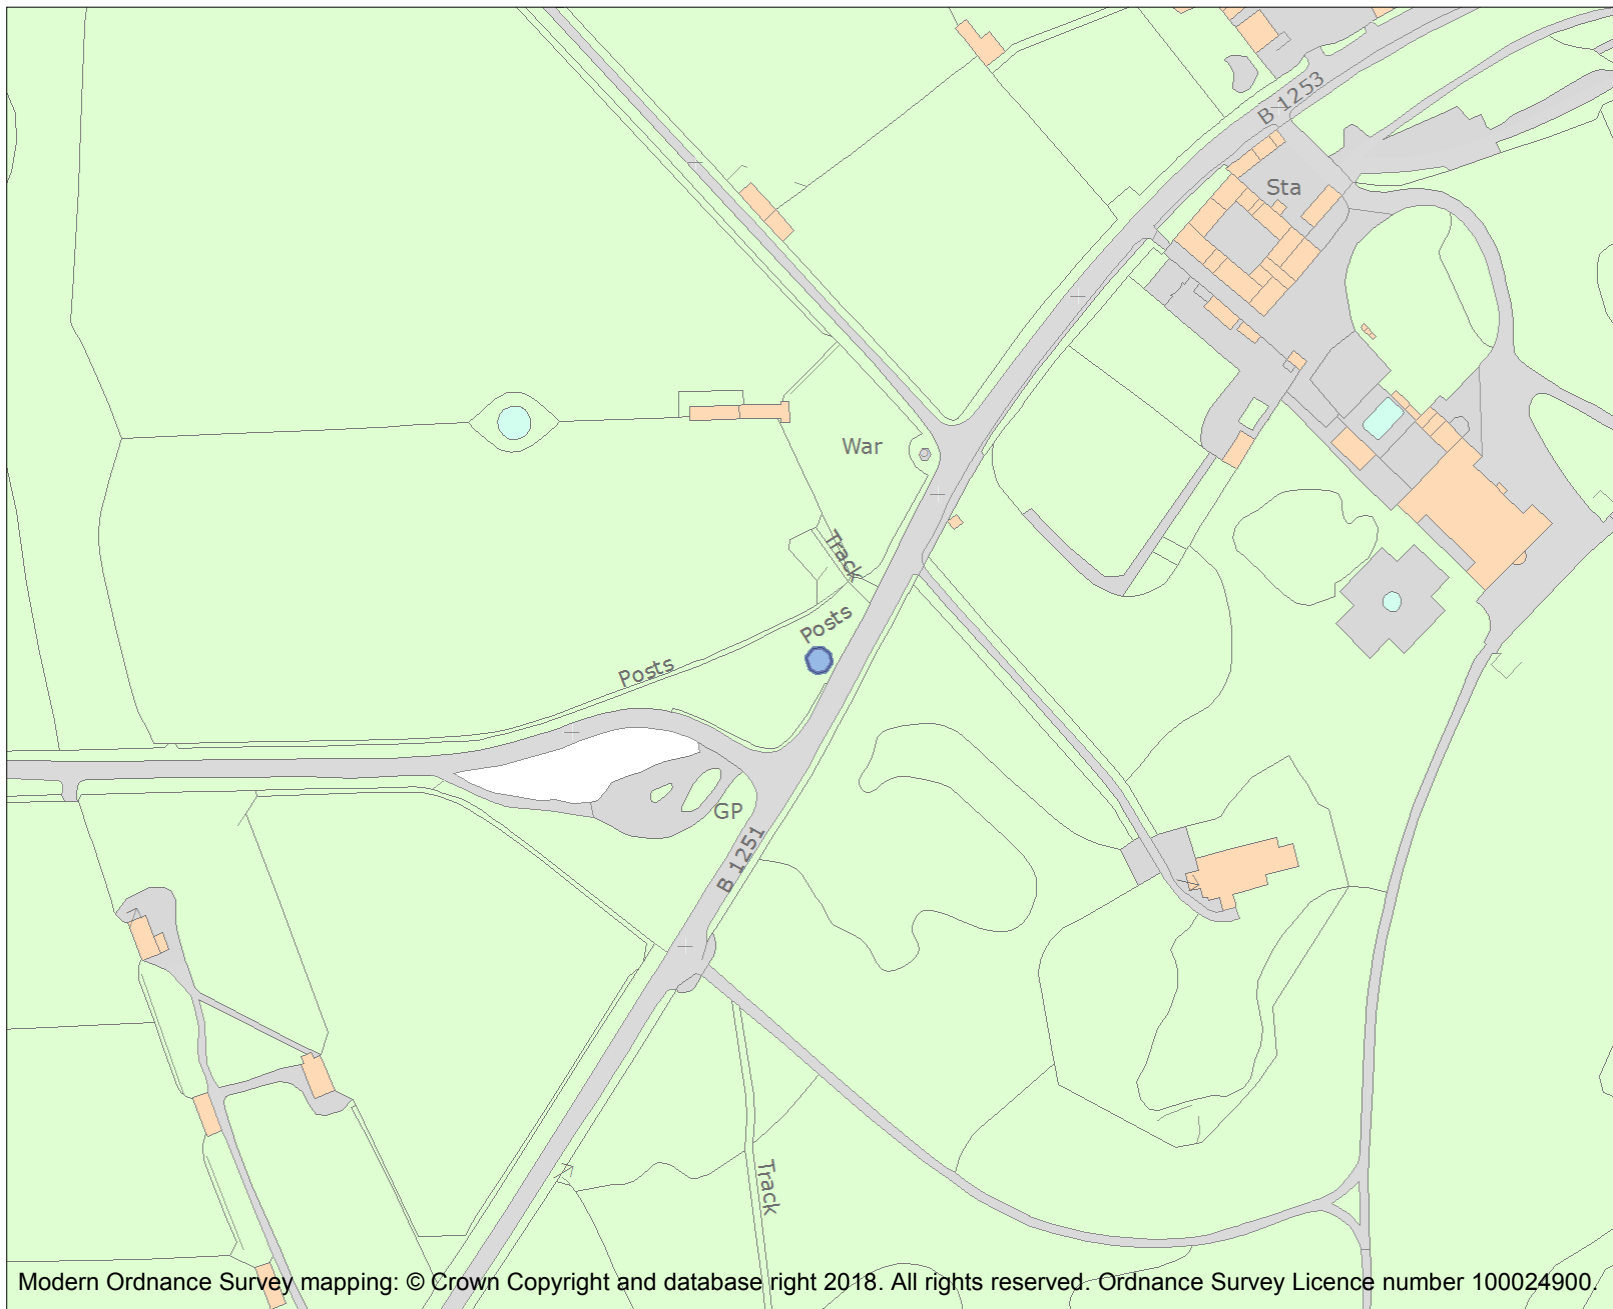 B 1253
Sta
War
Track
Posts
Posts
GP
B 1251
Track
Modern Ordnance Survey mapping: © Crown Copyright and database right 2018. All rights reserved. Ordnance Survey Licence number 100024900.